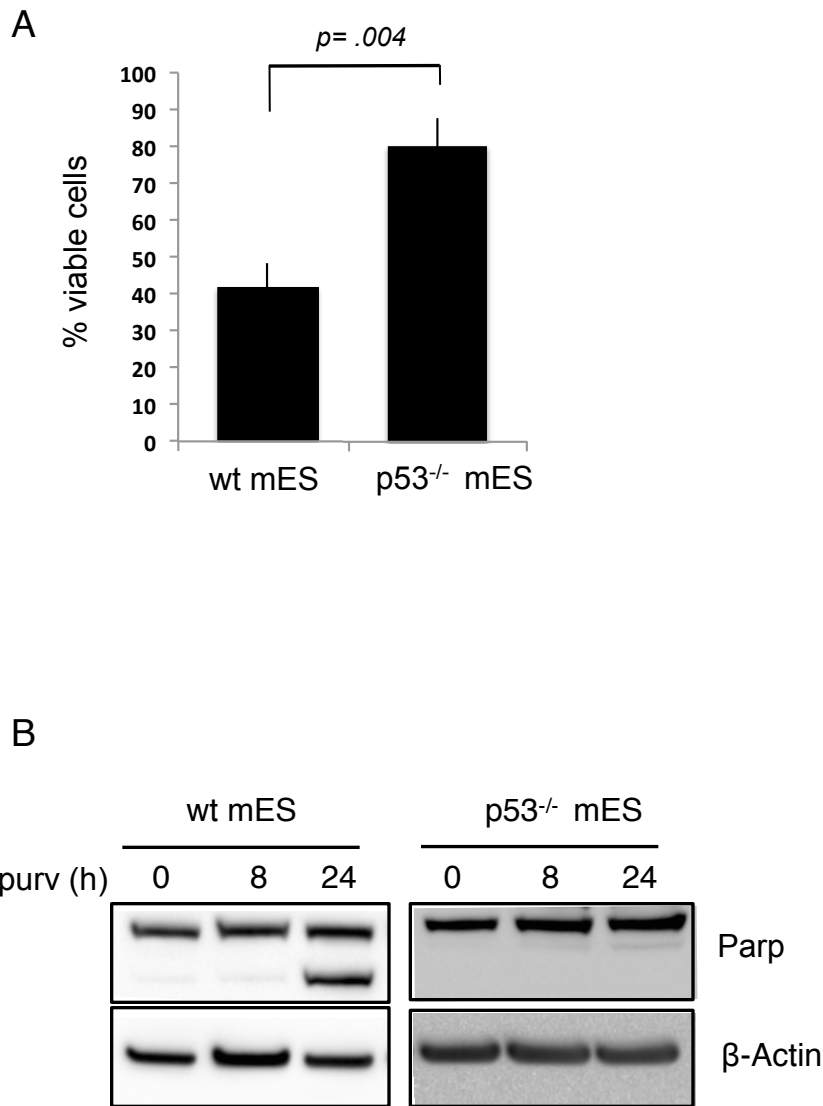 A
p= .004
% viable cells
100
90
80
70
60
50
40
30
20
10
0
wt mES p53-/- mES
B
wt mES p53-/- mES
purv (h) 0 8 24 0 8 24
Parp
β-Actin